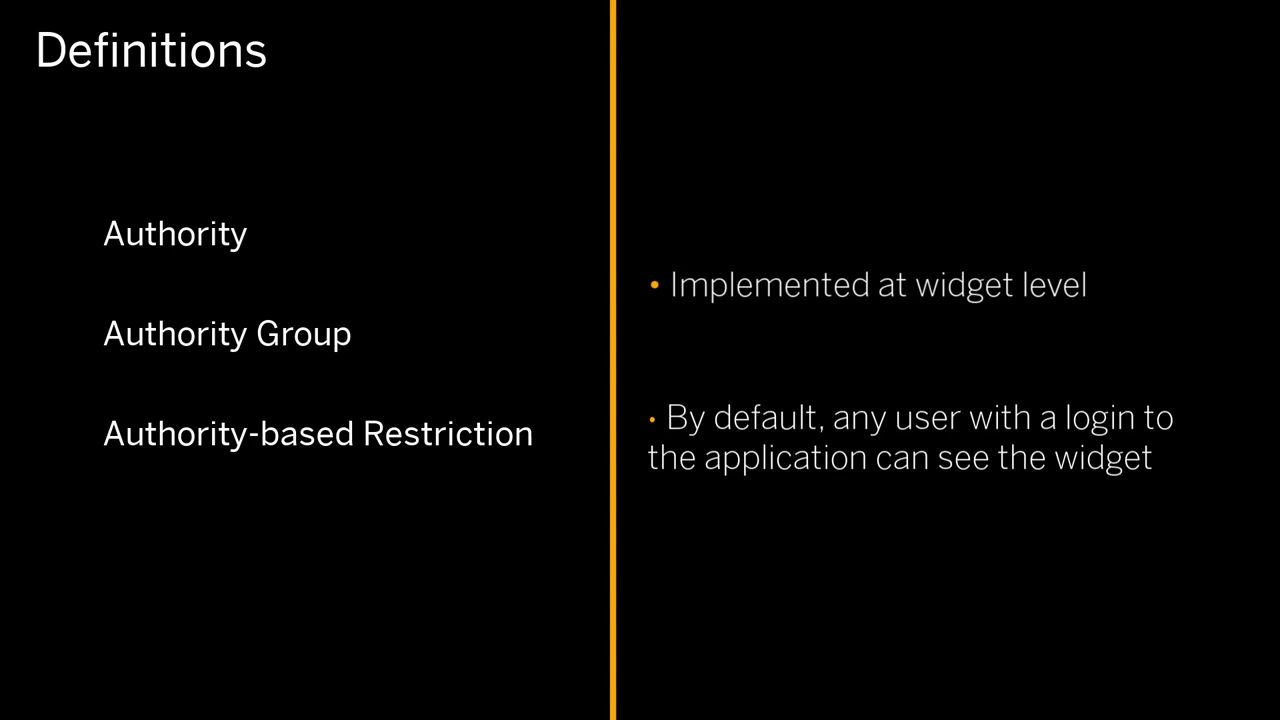 Definitions
Authority
Authority Group
Authority-based Restriction
• Implemented at widget level
• By default, any user with a login to
the application can see the widget